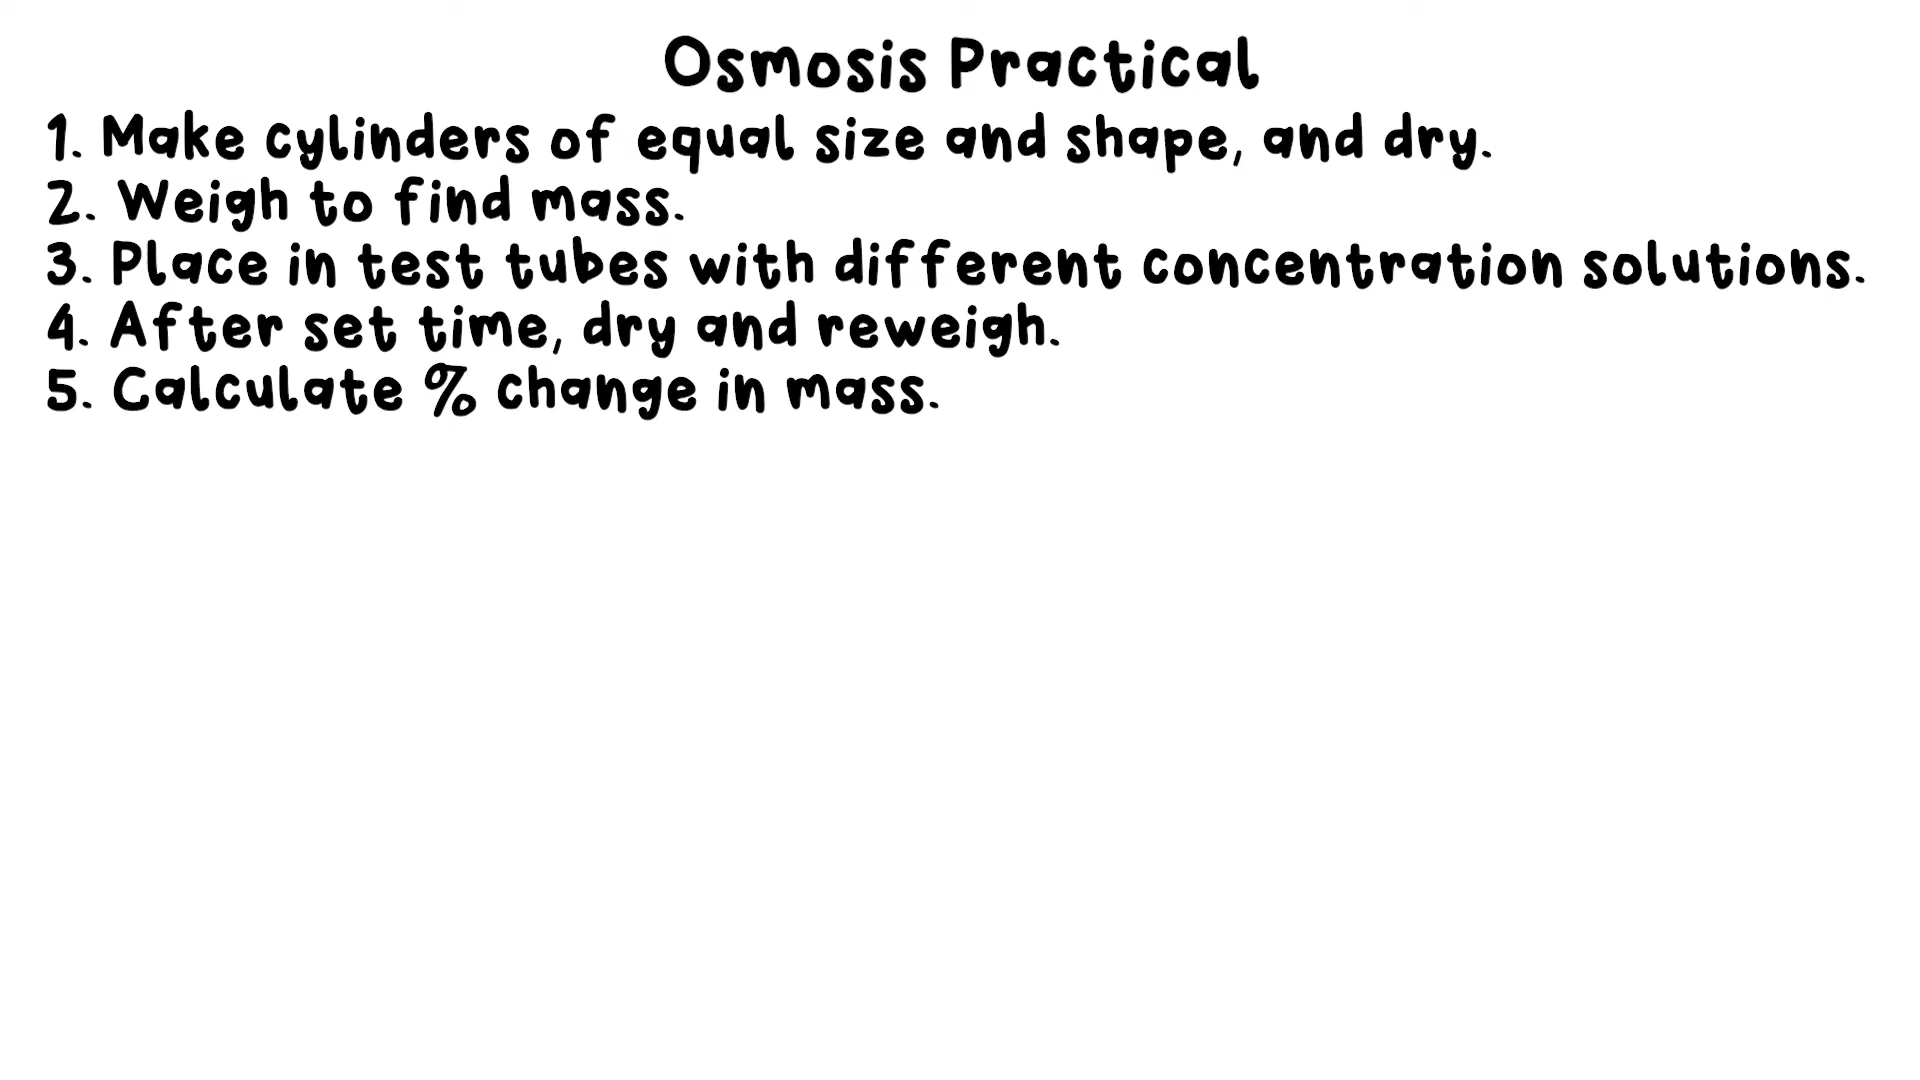 Osmosis Practical
1. Make cylinders of equal size and shape, and dry.
2. Weigh to find mass.
3. Place in test tubes with different concentration solutions.
4. After set time, dry and reweigh.
5. Calculate % change in mass.